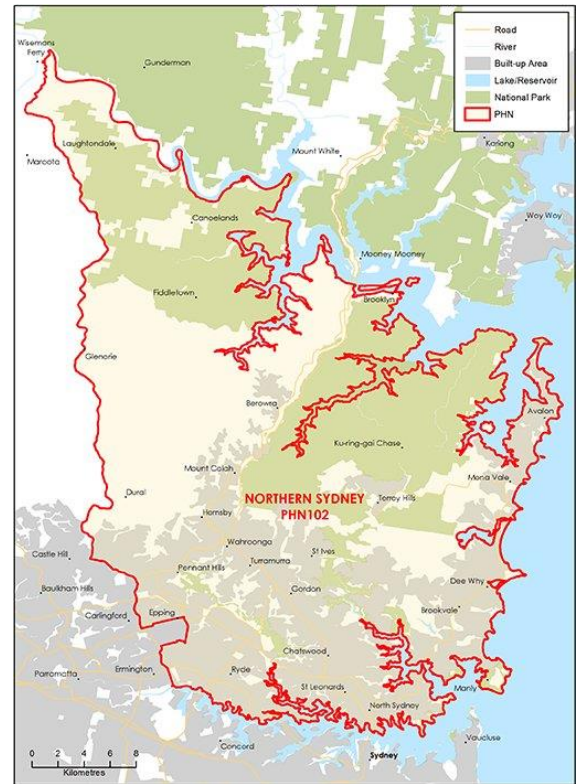 Road
River
Built-up Area
Lake/Reservoir
National Park
PHN
Wisemans
Ferry
Gunderman
Kariong
Laughtondale
Mount White
Maroota
Woy Woy
Canoelands
Mooney Mooney
Fiddletown
Brooklyn
Glenorie
Berowra
Avalon
Ku-ring-gai Chase
Mount Colah
Mona Vale
NORTHERN SYDNEY
PHN102
Dural
Terrey Hills
Hornsby
Castle Hill
Wahroonga
St Ives
Turramurra
Pennant Hills
Dee Why
Baulkham Hills
Gordon
Epping
Brookvale
Carlingford
Chatswood
Parramatta
Ermington
Ryde
St Leonards
Manly
North Sydney
Concord
Vaucluse
Sydney
0 2 4 6 8
Kilometres